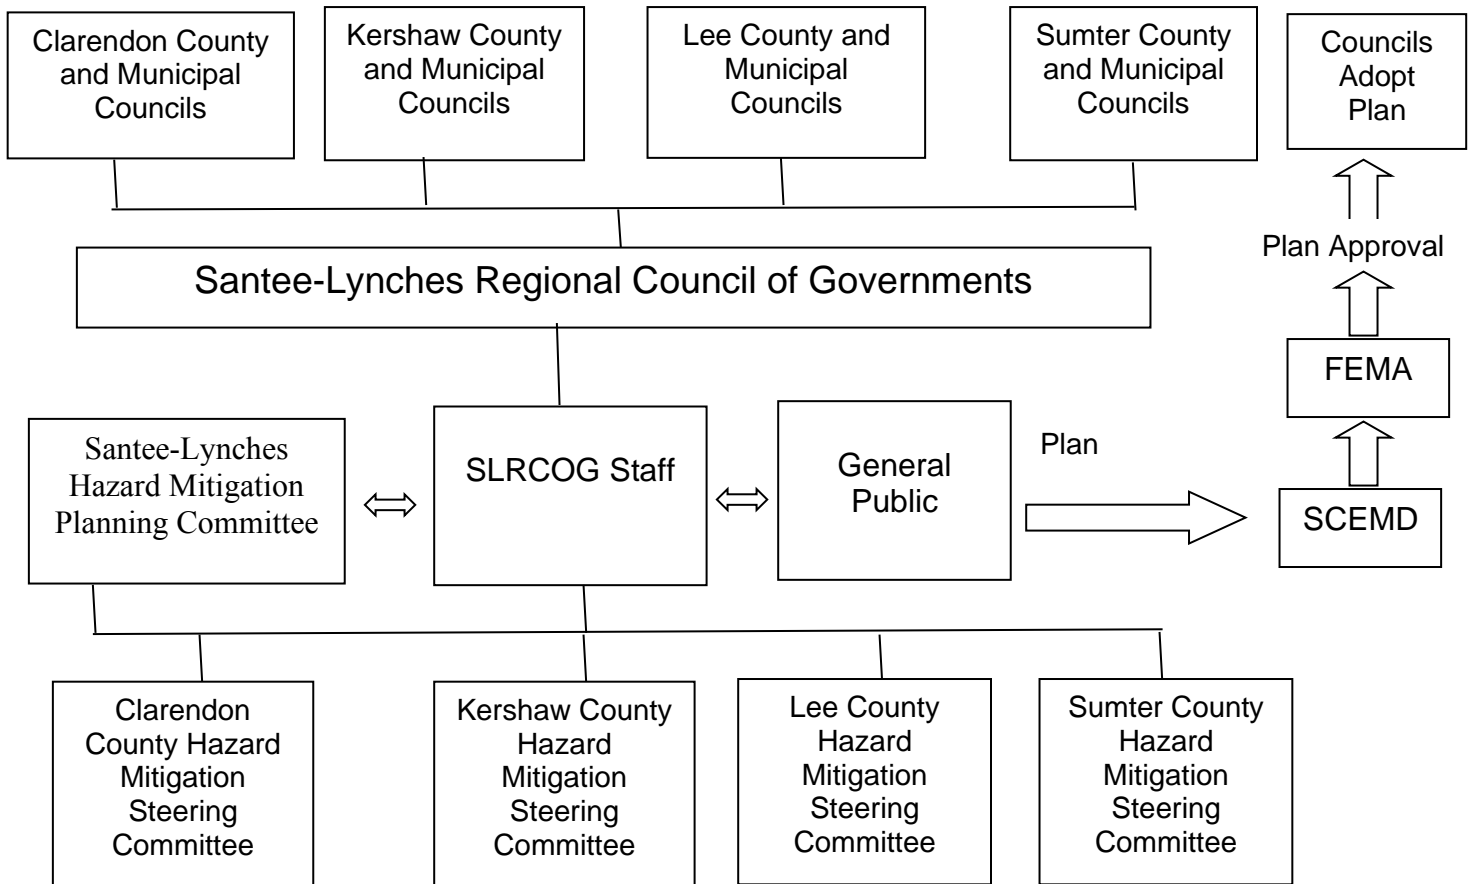 Clarendon County
and Municipal
Councils
Kershaw County
and Municipal
Councils
Lee County and
Municipal
Councils
Sumter County
and Municipal
Councils
Councils
Adopt
Plan
Plan Approval
Santee-Lynches Regional Council of Governments
FEMA
Santee-Lynches
Hazard Mitigation
Planning Committee
SLRCOG Staff
General
Public
Plan
SCEMD
Clarendon
County Hazard
Mitigation
Steering
Committee
Kershaw County
Hazard
Mitigation
Steering
Committee
Lee County
Hazard
Mitigation
Steering
Committee
Sumter County
Hazard
Mitigation
Steering
Committee